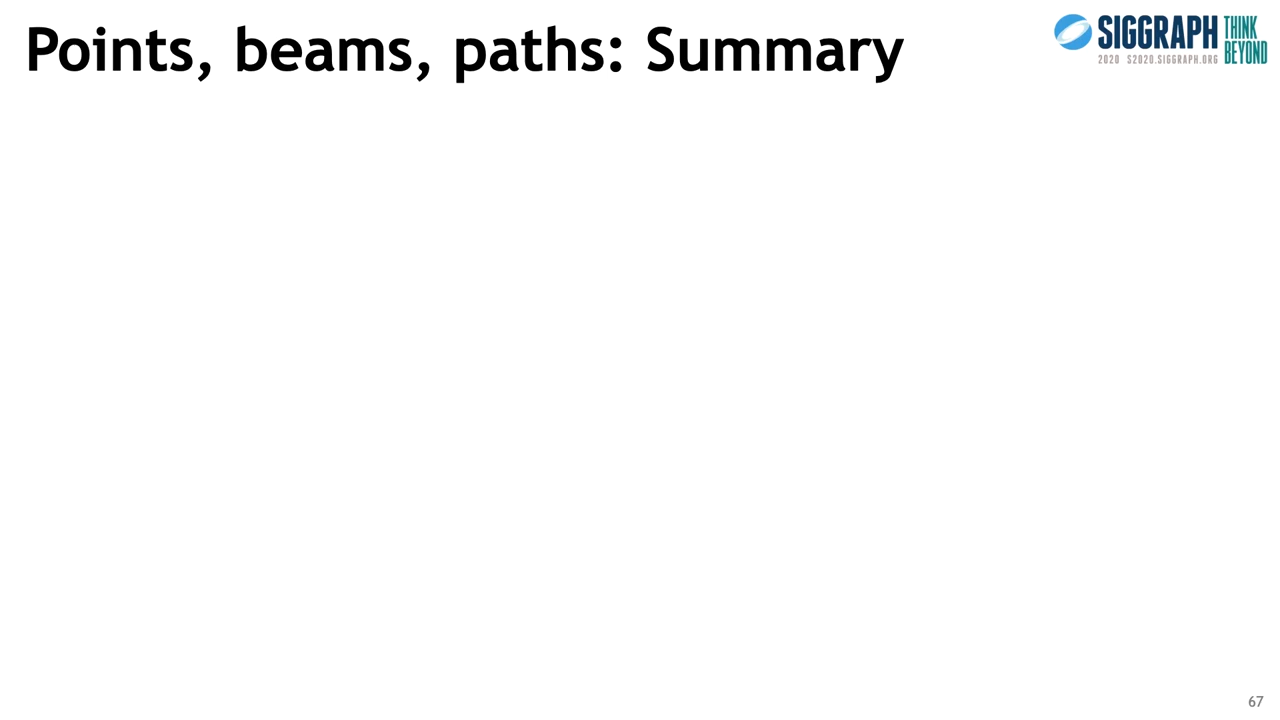 Points, beams, paths: Summary
SIGGRAPH THINK
2020 S2020.SIGGRAPH.ORG BEYOND
67